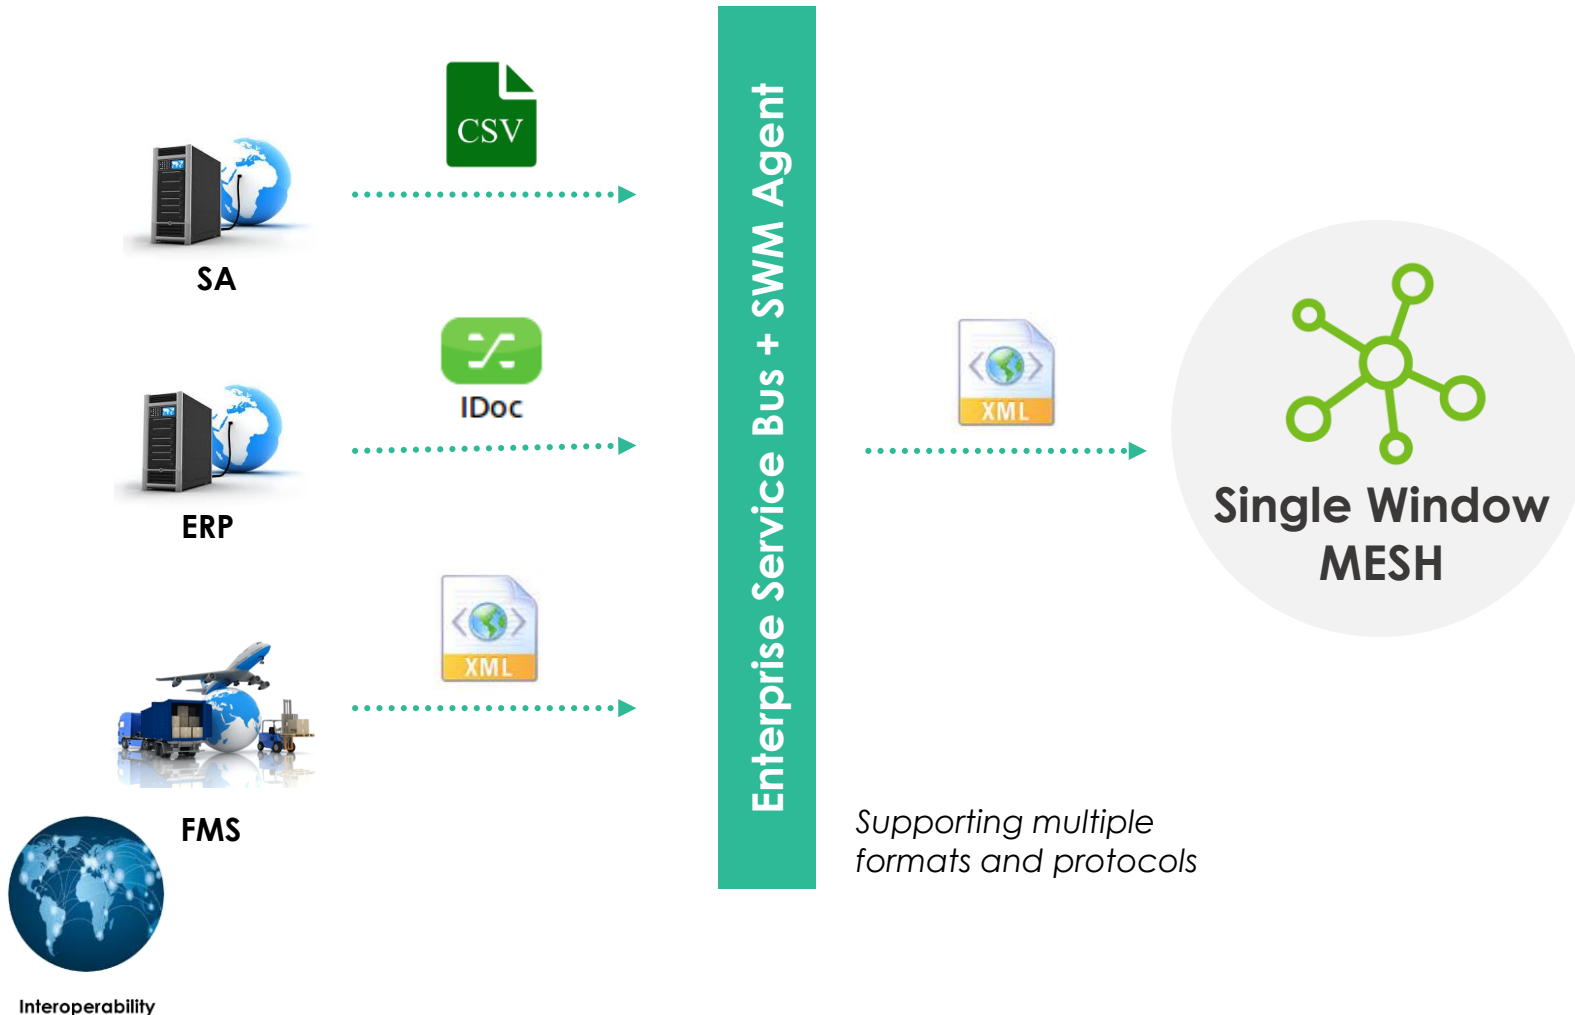 CSV
SA
IDoc
ERP
XML
FMS
Interoperability
Enterprise Service Bus + SWM Agent
XML
Supporting multiple
formats and protocols
Single Window
MESH